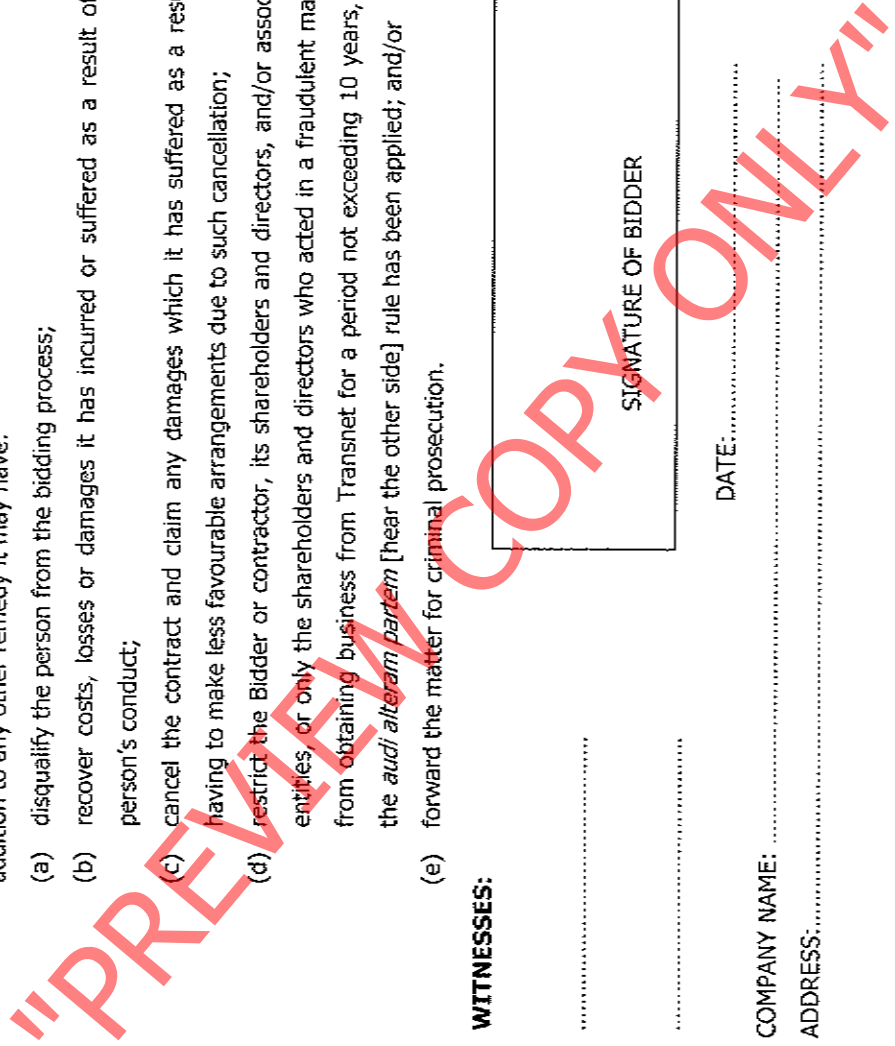 addition to any other remedy it may have:
(a) disqualify the person from the bidding process;
(b) recover costs, losses or damages it has incurred or suffered as a result of
person's conduct;
(c) cancel the contract and claim any damages which it has suffered as a
having to make less favourable arrangements due to such cancellation;
(d) restrict the Bidder or contractor, its shareholders and directors, and/or
entities, or only the shareholders and directors who acted in a fraudulent
from obtaining business from Transnet for a period not exceeding 10 years,
the audi alteram partem [hear the other side] rule has been applied; and/or
(e) forward the matter for criminal prosecution.
WITNESSES:
SIGNATURE OF BIDDER
DATE:
COMPANY NAME:
ADDRESS:
"PREVIEW COPY ONLY"